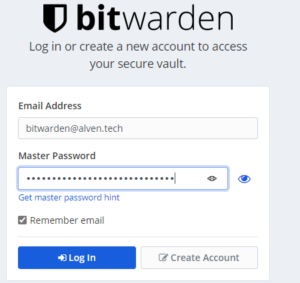 bitwarden
Log in or create a new account to access
your secure vault.
Email Address
bitwarden@alven.tech
Master Password
Get master password hint
Remember email
Log In
Create Account